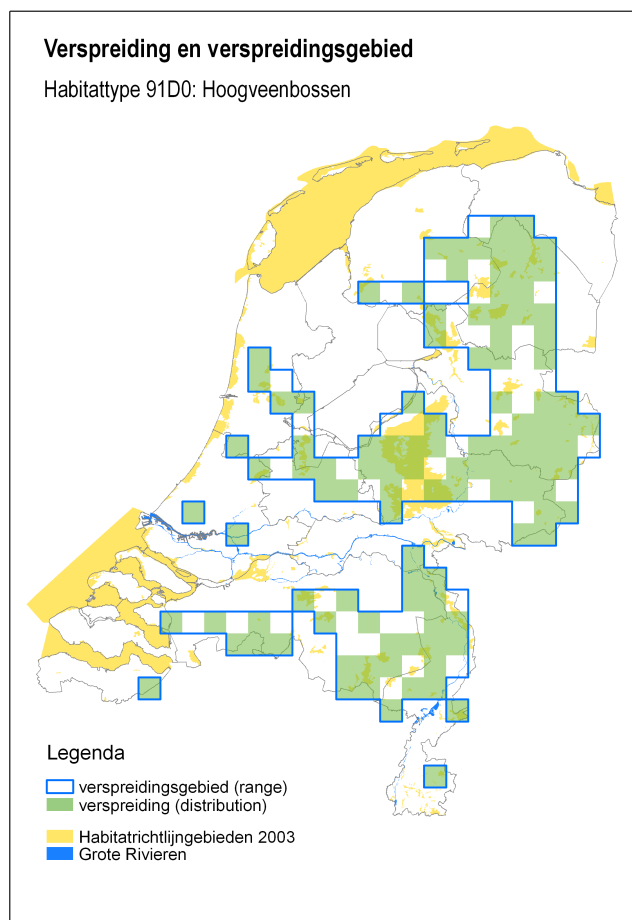 Verspreiding en verspreidingsgebied
Habitattype 91D0: Hoogveenbossen
Legenda
verspreidingsgebied (range)
verspreiding (distribution)
Habitatrichtlijngebieden 2003
Grote Rivieren